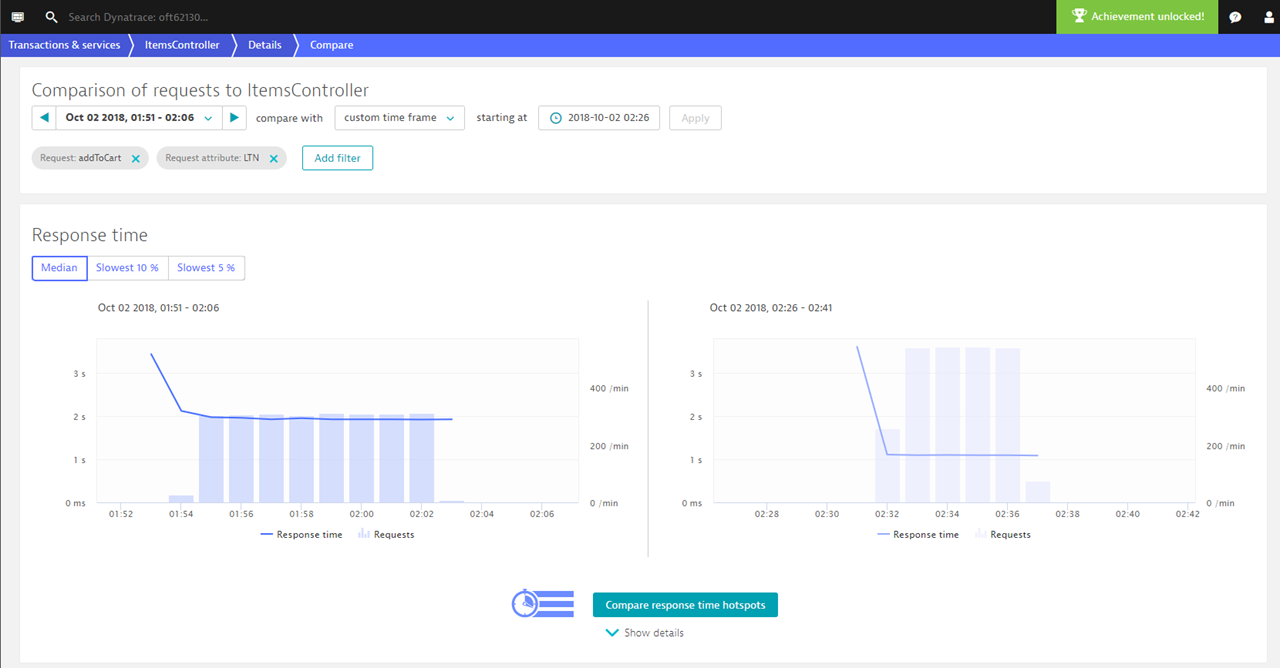 Search Dynatrace: oft62130...
Achievement unlocked!
Transactions & services
ItemsController
Details
Compare
Comparison of requests to ItemsController
Oct 02 2018, 01:51 - 02:06
compare with
custom time frame
starting at
2018-10-02 02:26
Apply
Request: addToCart
Request attribute: LTN
Add filter
Response time
Median
Slowest 10 %
Slowest 5 %
Oct 02 2018, 01:51 - 02:06
3 s
2 s
1 s
0 ms
400 /min
200 /min
0 /min
01:52
01:54
01:56
01:58
02:00
02:02
02:04
02:06
Response time
Requests
Oct 02 2018, 02:26 - 02:41
3 s
2 s
1 s
0 ms
400 /min
200 /min
0 /min
02:28
02:30
02:32
02:34
02:36
02:38
02:40
02:42
Response time
Requests
Compare response time hotspots
Show details